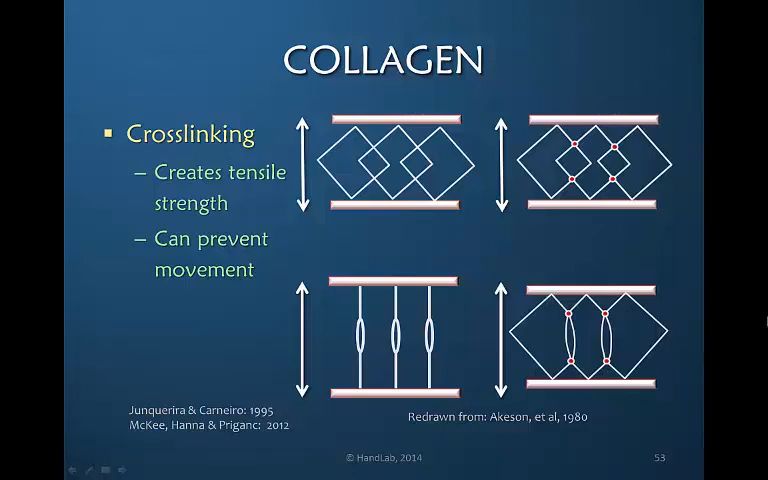 COLLAGEN
Crosslinking
– Creates tensile
strength
– Can prevent
movement
Junquerira & Carneiro: 1995
McKee, Hanna & Priganc: 2012
Redrawn from: Akeson, et al, 1980
© HandLab, 2014
53